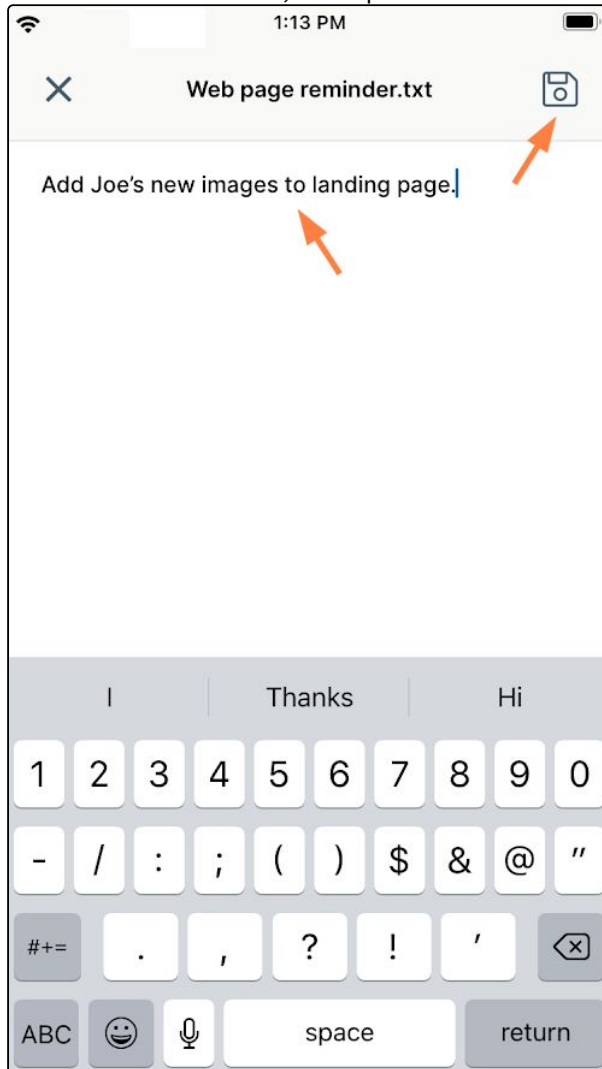 1:13 PM
Web page reminder.txt
Add Joe’s new images to landing page.
I Thanks Hi
1 2 3 4 5 6 7 8 9 0
- / : ; ( ) $ & @ "
#+= . , ? ! '
ABC space return